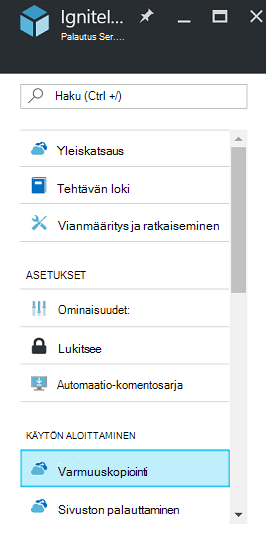 Ignitel...
Palautus Ser....
Haku (Ctrl +/)
Yleiskatsaus
Tehtävän loki
Vianmääritys ja ratkaiseminen
ASETUKSET
Ominaisuudet:
Lukitsee
Automaatio-komentosarja
KÄYTÖN ALOITTAMINEN
Varmuuskopiointi
Sivuston palauttaminen